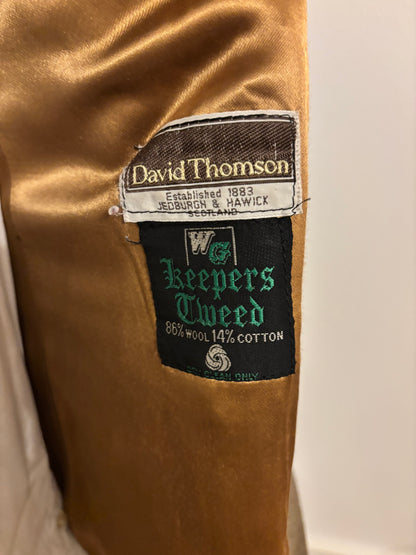 David Thomson
Established 1883
JEDBURGH & HAWICK
SCOTLAND
WG
Keepers
Tweed
86% WOOL 14% COTTON
DRY CLEAN ONLY